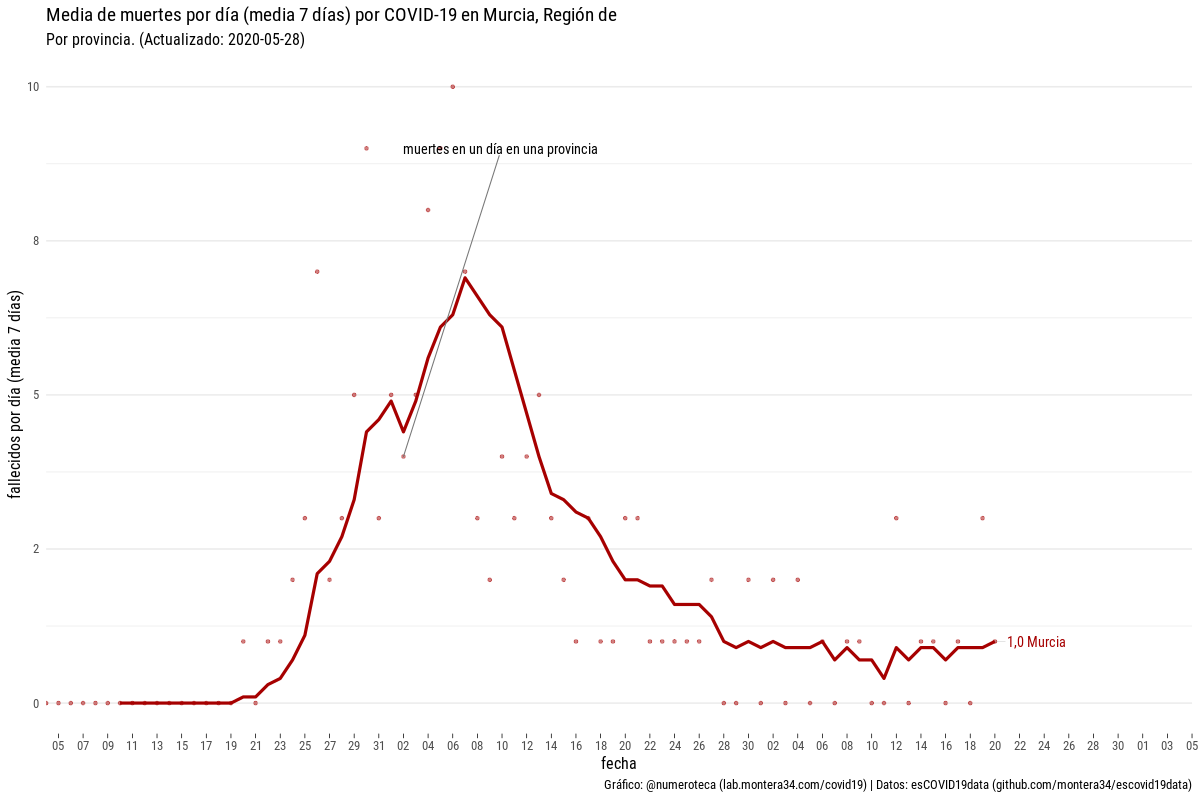 Media de muertes por día (media 7 días) por COVID-19 en Murcia, Región de
Por provincia. (Actualizado: 2020-05-28)
10
muertes en un día en una provincia
8
fallecidos por día (media 7 días)
5
2
1,0 Murcia
0
05 07 09 11 13 15 17 19 21 23 25 27 29 31 02 04 06 08 10 12 14 16 18 20 22 24 26 28 30 02 04 06 08 10 12 14 16 18 20 22 24 26 28 30 01 03 05
fecha
Gráfico: @numeroteca (lab.montera34.com/covid19) | Datos: esCOVID19data (github.com/montera34/escovid19data)